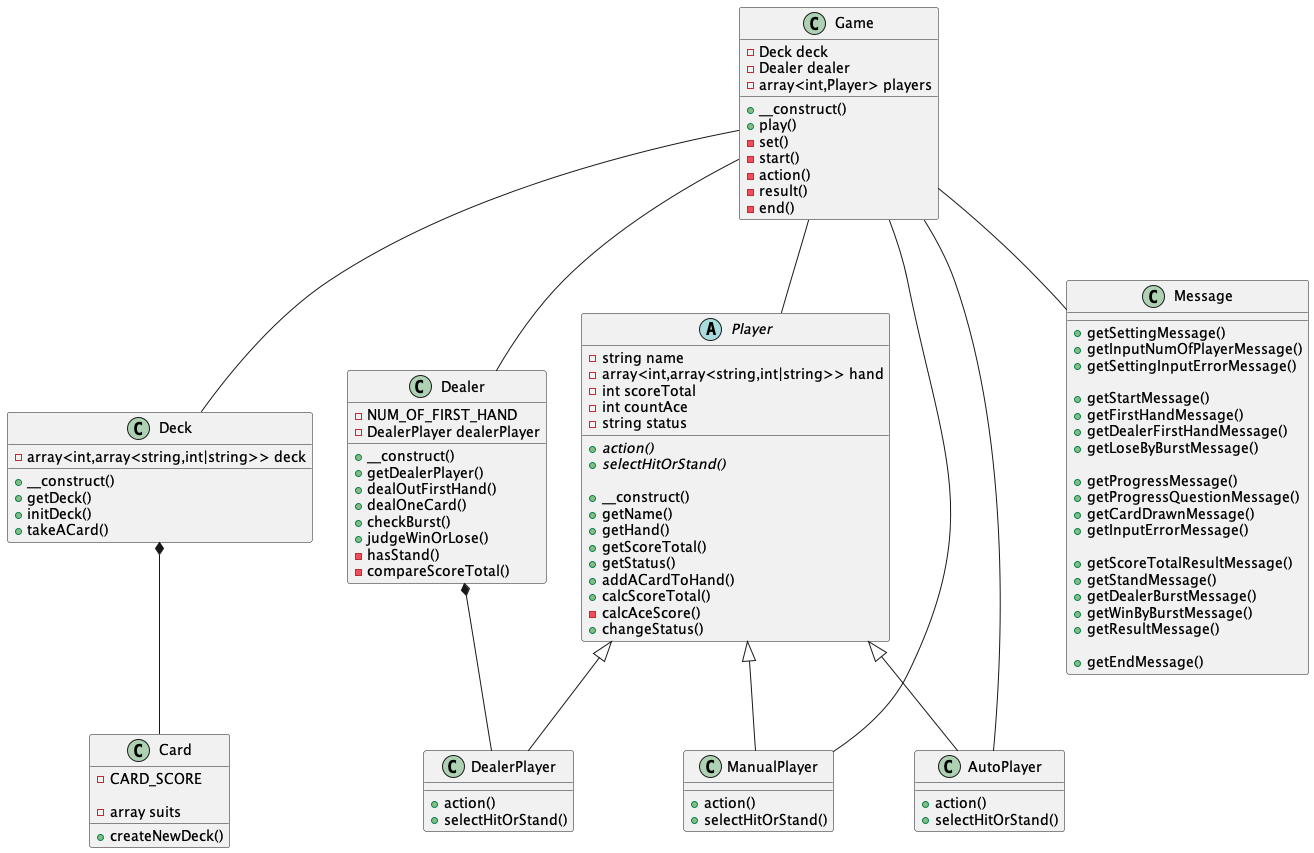 C Game
Deck deck
Dealer dealer
array<int,Player> players
__construct()
play()
set()
start()
action()
result()
end()
C Message
getSettingMessage()
getInputNumOfPlayerMessage()
getSettingInputErrorMessage()
getStartMessage()
getFirstHandMessage()
getDealerFirstHandMessage()
getLoseByBurstMessage()
getProgressMessage()
getProgressQuestionMessage()
getCardDrawnMessage()
getInputErrorMessage()
getScoreTotalResultMessage()
getStandMessage()
getDealerBurstMessage()
getWinByBurstMessage()
getResultMessage()
getEndMessage()
A Player
string name
array<int,array<string,int|string>> hand
int scoreTotal
int countAce
string status
action()
selectHitOrStand()
__construct()
getName()
getHand()
getScoreTotal()
getStatus()
addACardToHand()
calcScoreTotal()
calcAceScore()
changeStatus()
C Dealer
NUM_OF_FIRST_HAND
DealerPlayer dealerPlayer
__construct()
getDealerPlayer()
dealOutFirstHand()
dealOneCard()
checkBurst()
judgeWinOrLose()
hasStand()
compareScoreTotal()
C Deck
array<int,array<string,int|string>> deck
__construct()
getDeck()
initDeck()
takeACard()
C Card
CARD_SCORE
array suits
createNewDeck()
C DealerPlayer
action()
selectHitOrStand()
C ManualPlayer
action()
selectHitOrStand()
C AutoPlayer
action()
selectHitOrStand()